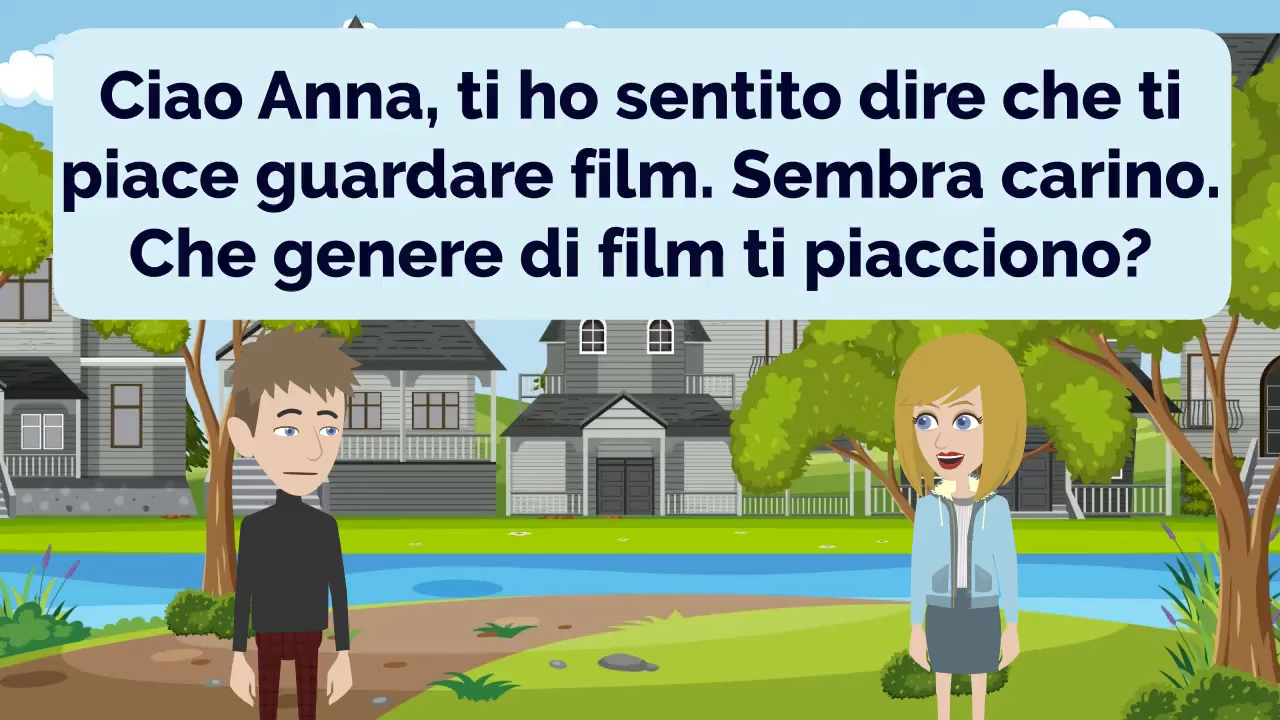 Ciao Anna, ti ho sentito dire che ti
piace guardare film. Sembra carino.
Che genere di film ti piacciono?